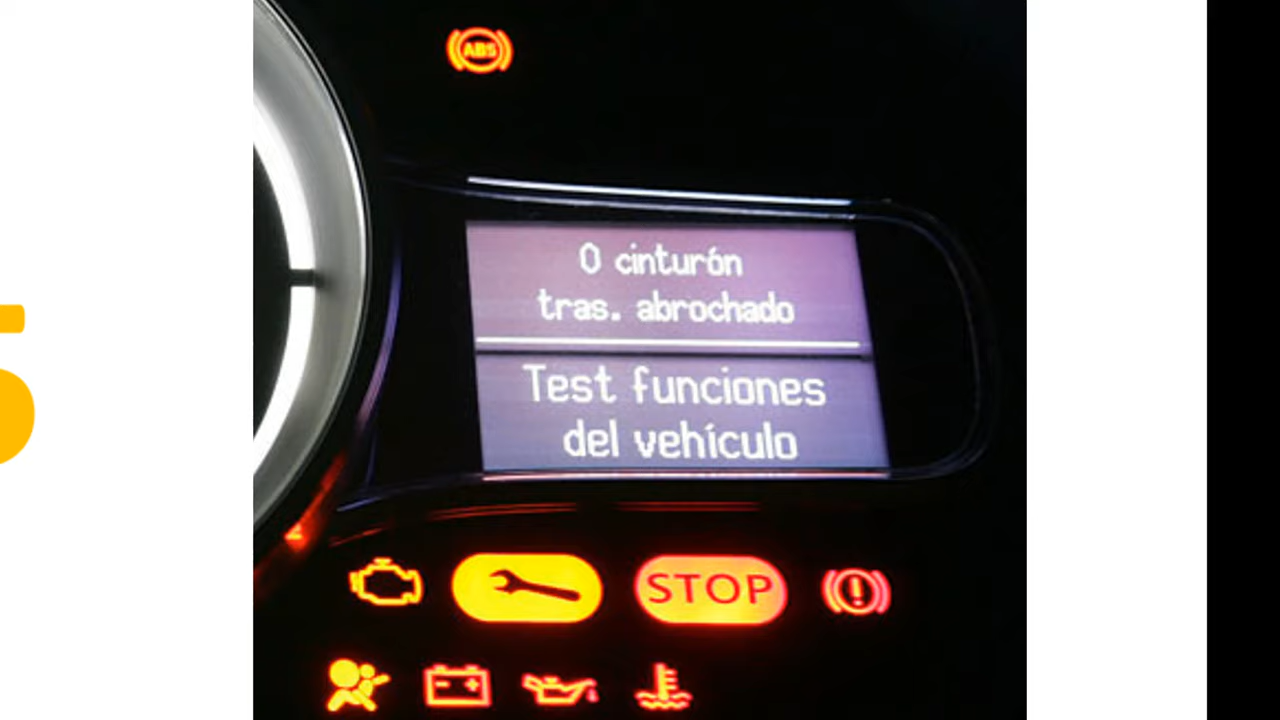 ABS
0 cinturón
tras. abrochado
Test funciones
del vehículo
STOP